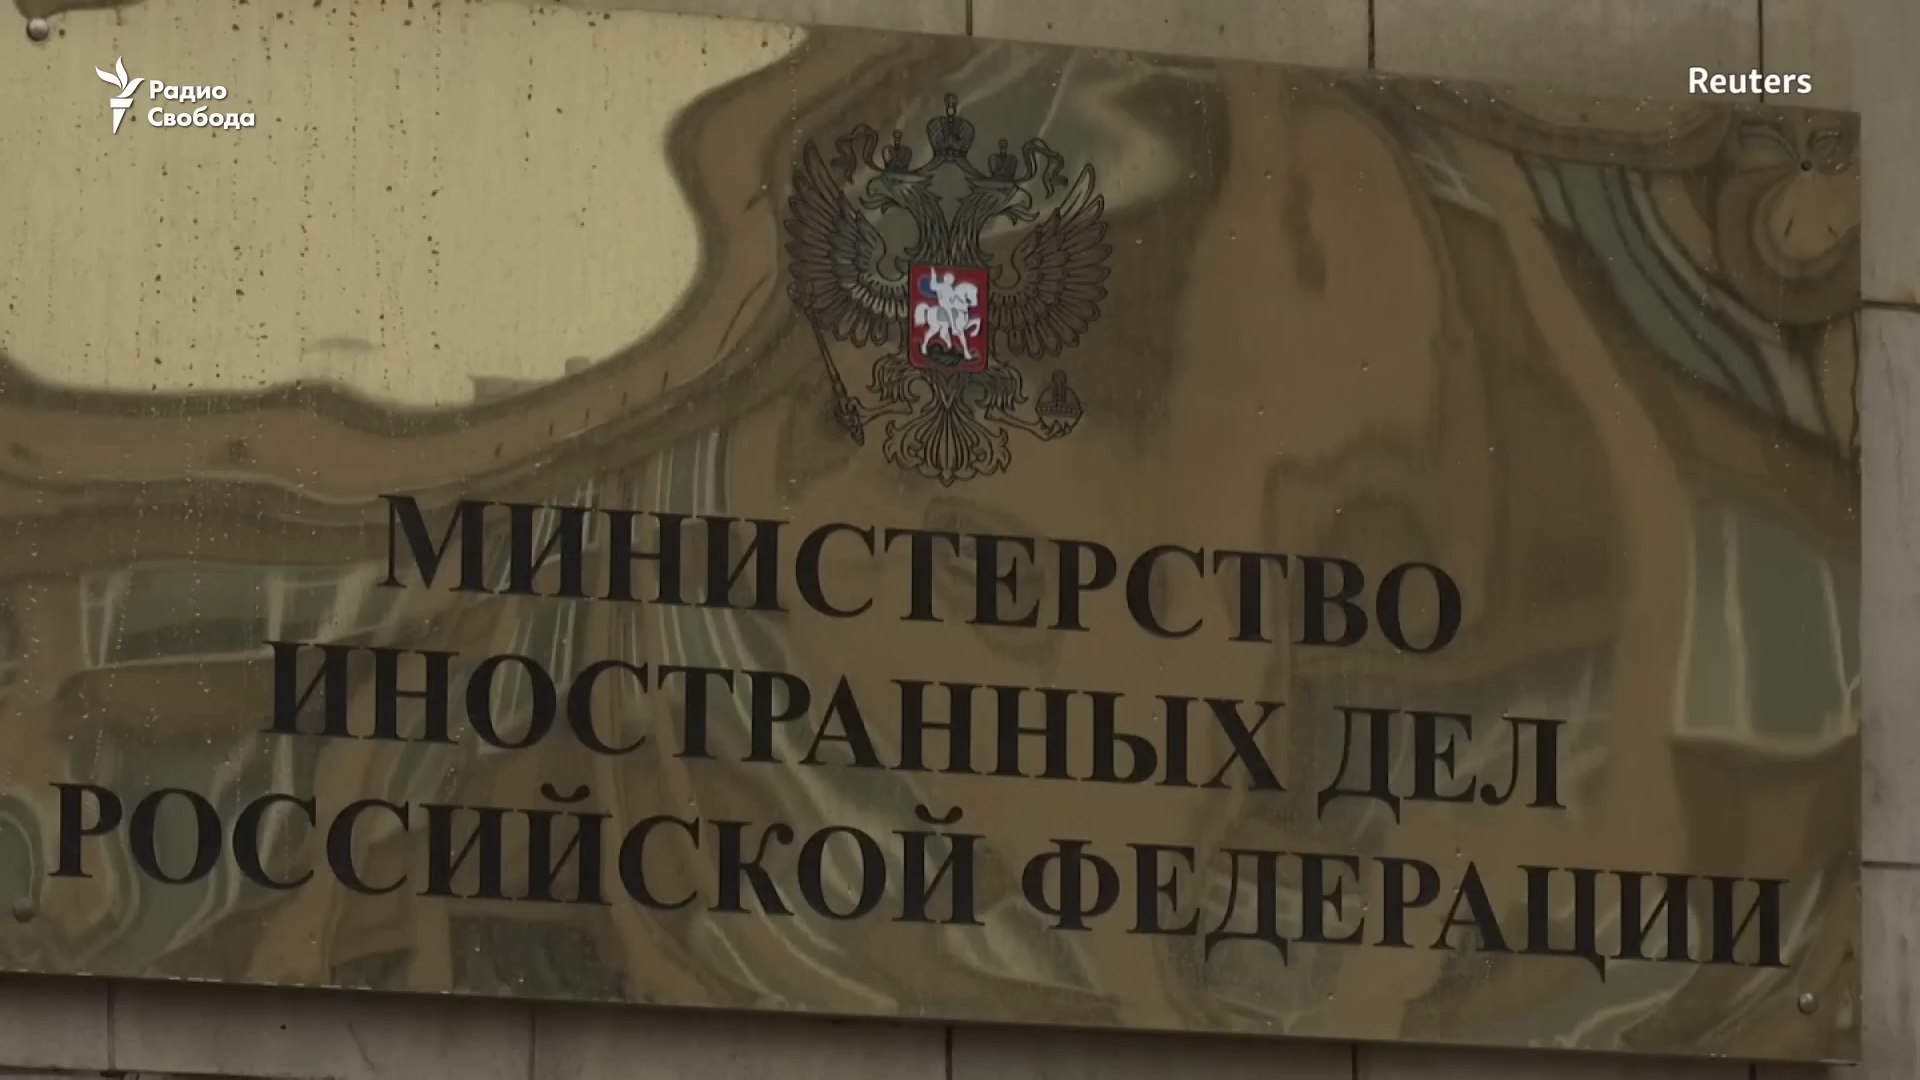 Радио
Свобода
Reuters
МИНИСТЕРСТВО
ИНОСТРАННЫХ ДЕЛ
РОССИЙСКОЙ ФЕДЕРАЦИИ